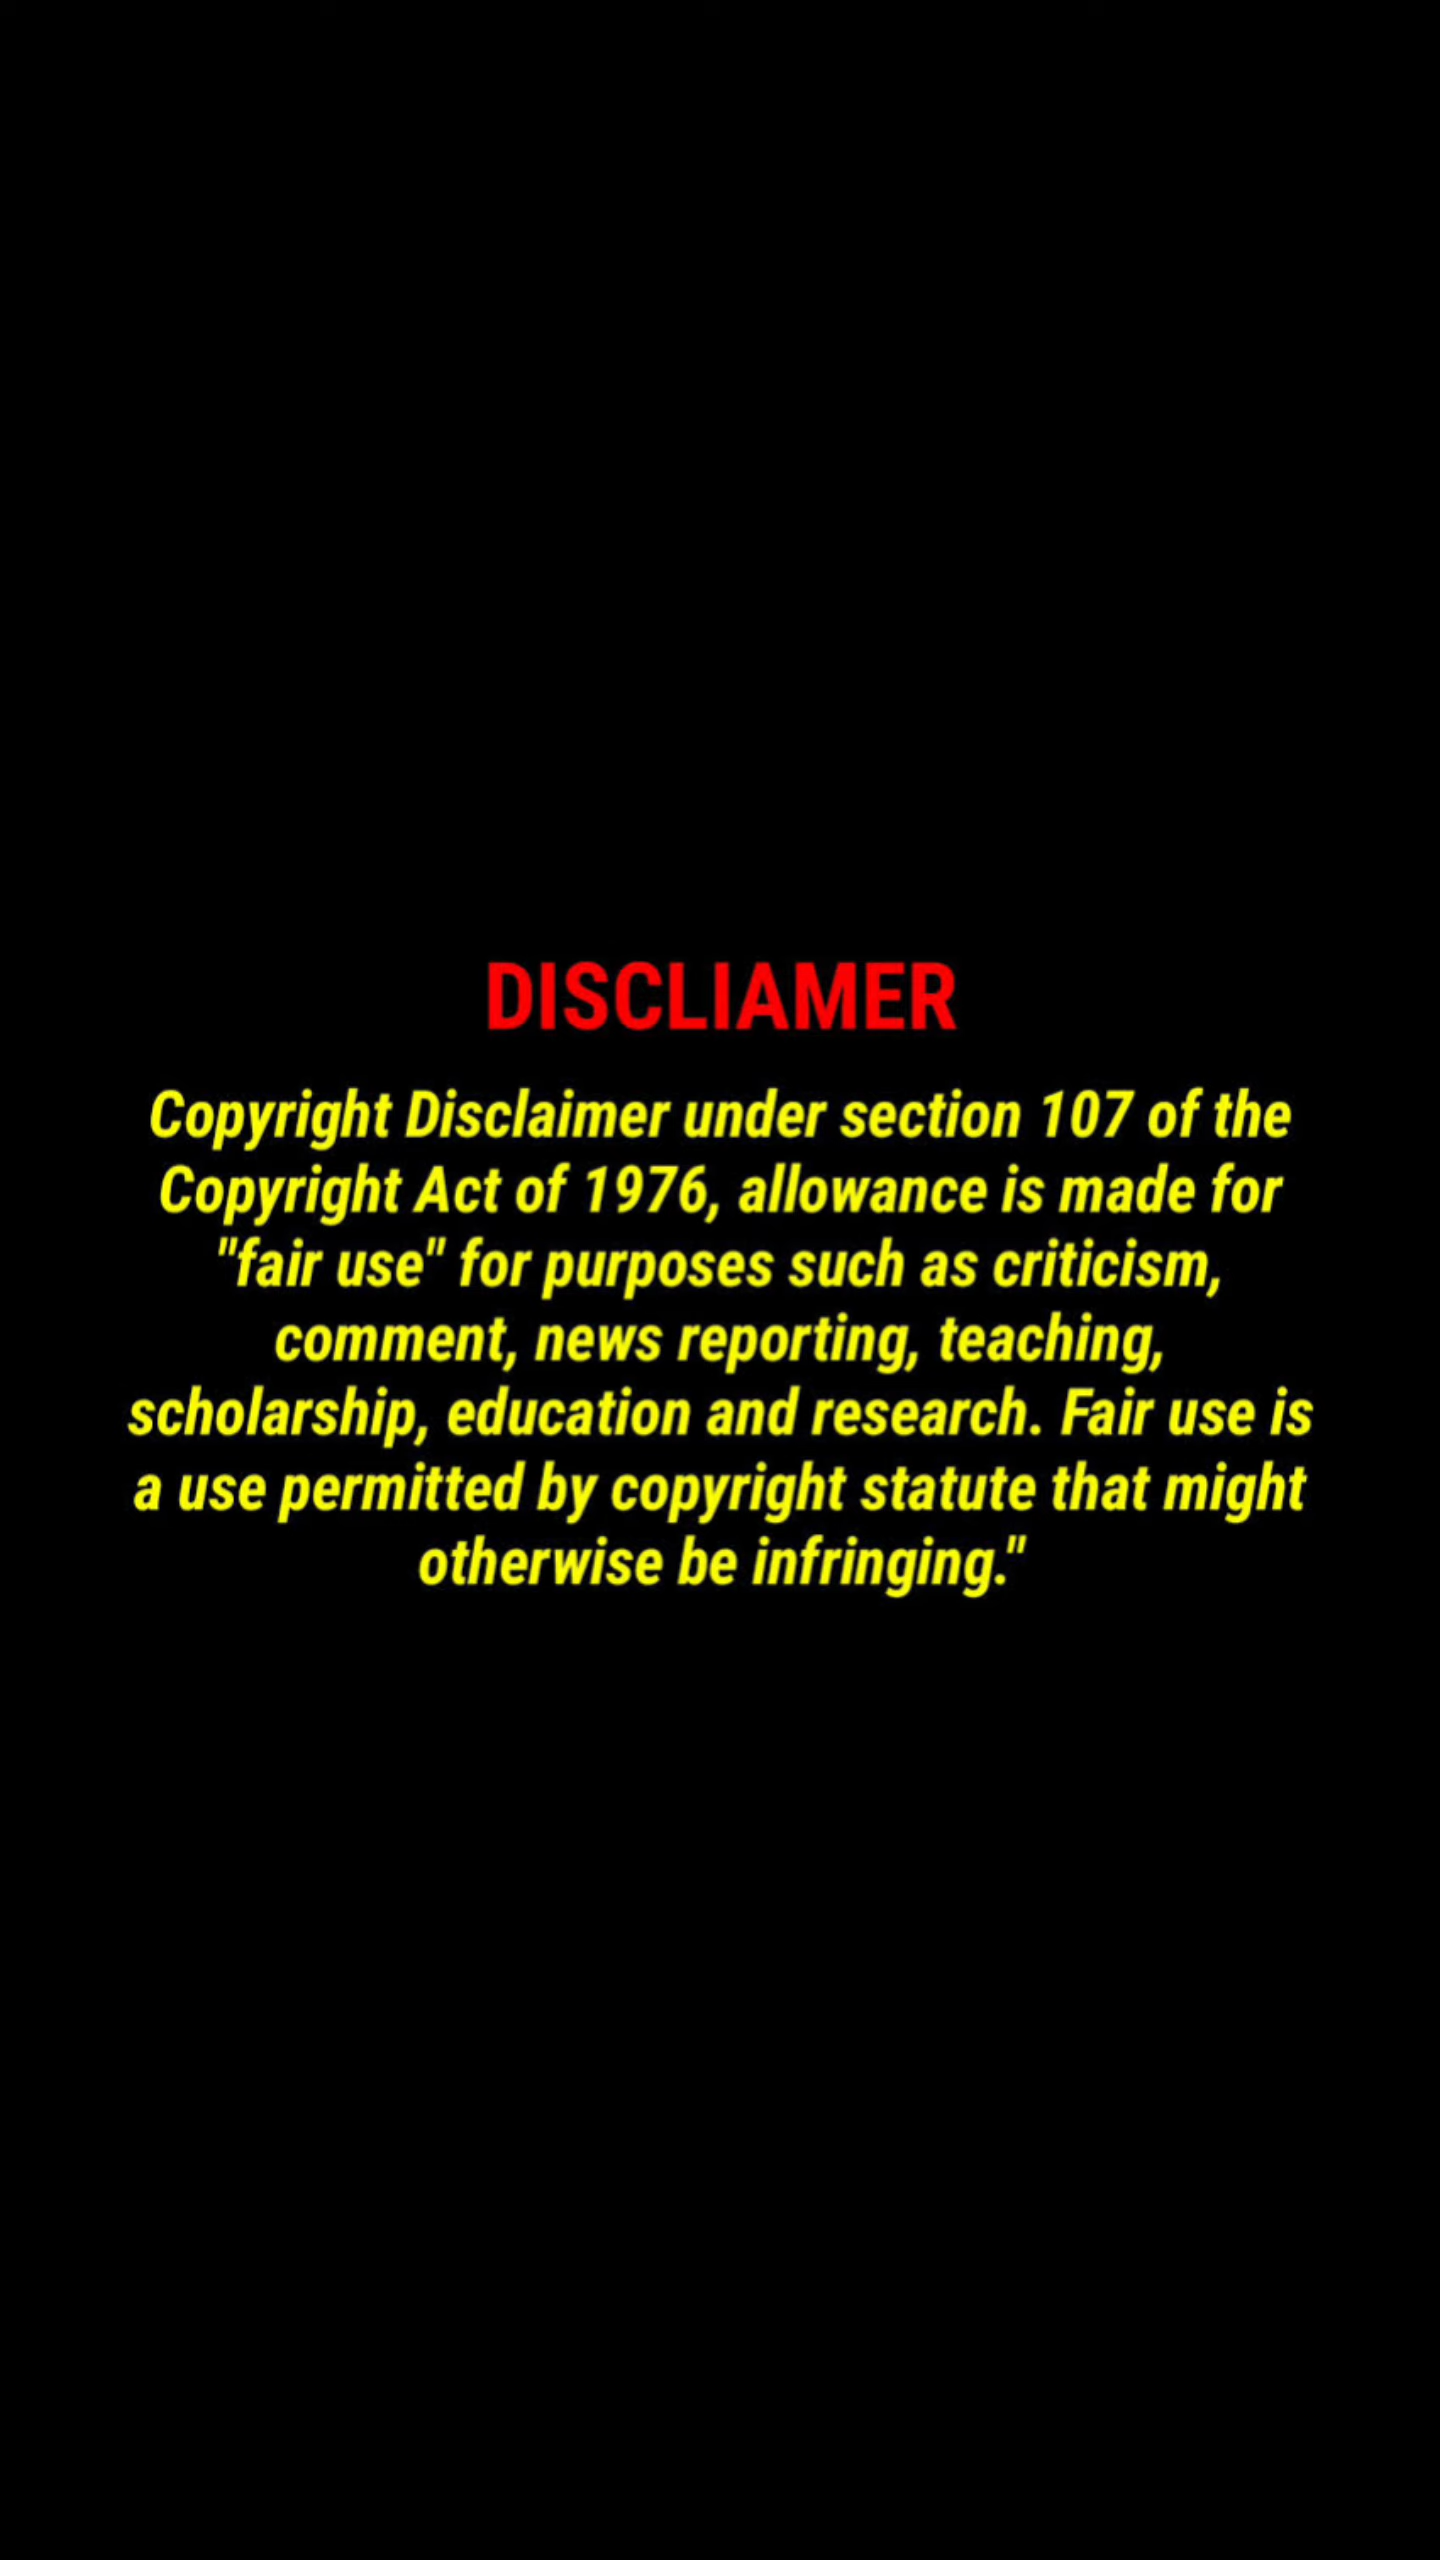 DISCLIAMER
Copyright Disclaimer under section 107 of the
Copyright Act of 1976, allowance is made for
"fair use" for purposes such as criticism,
comment, news reporting, teaching,
scholarship, education and research. Fair use is
a use permitted by copyright statute that might
otherwise be infringing."